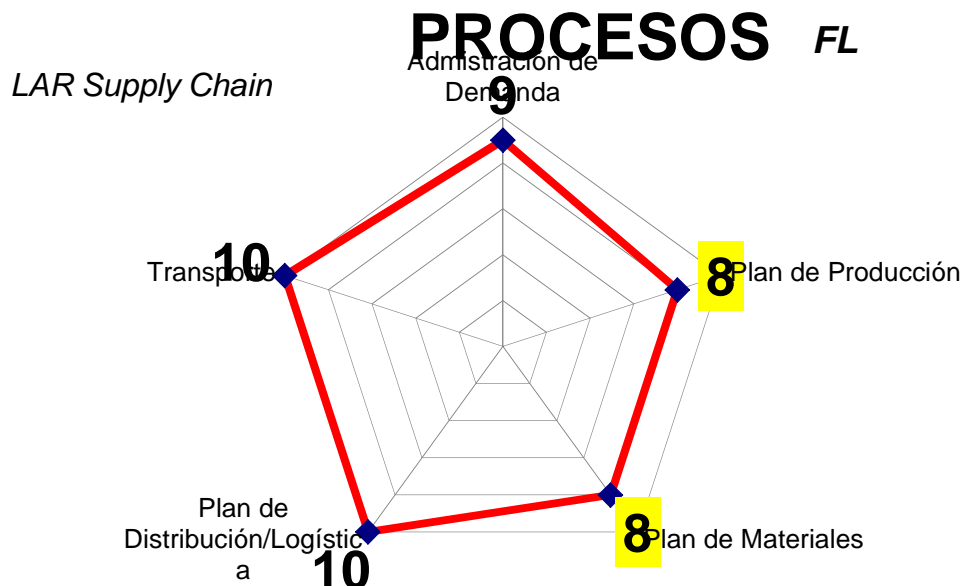 PROCESOS FL
LAR Supply Chain
Admistración de
Demanda
9
10
Transporte
8
Plan de Producción
Plan de
Distribución/Logístic
a
10
8
Plan de Materiales